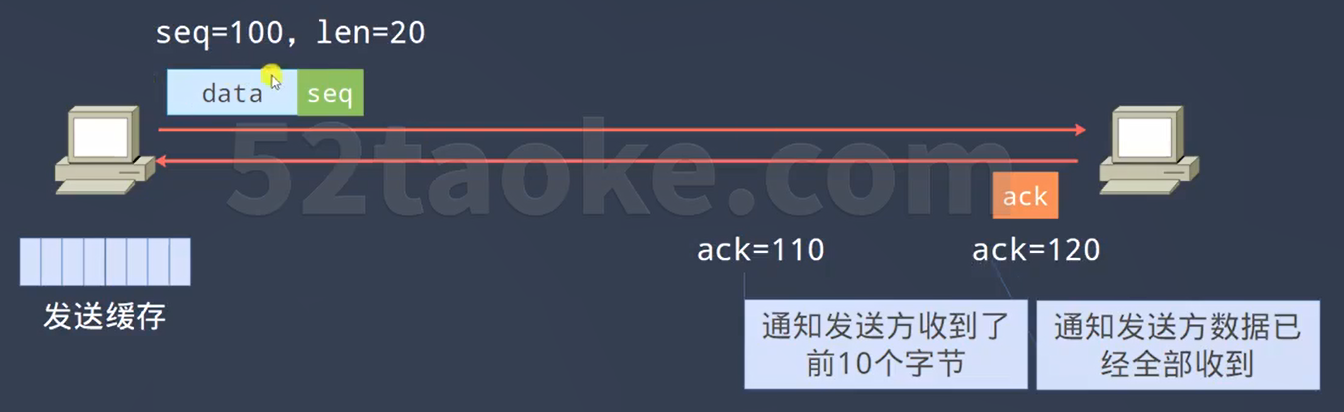 seq=100, len=20
data
seq
52taoke.com
ack
ack=110
ack=120
发送缓存
通知发送方收到了
前10个字节
通知发送方数据已
经全部收到